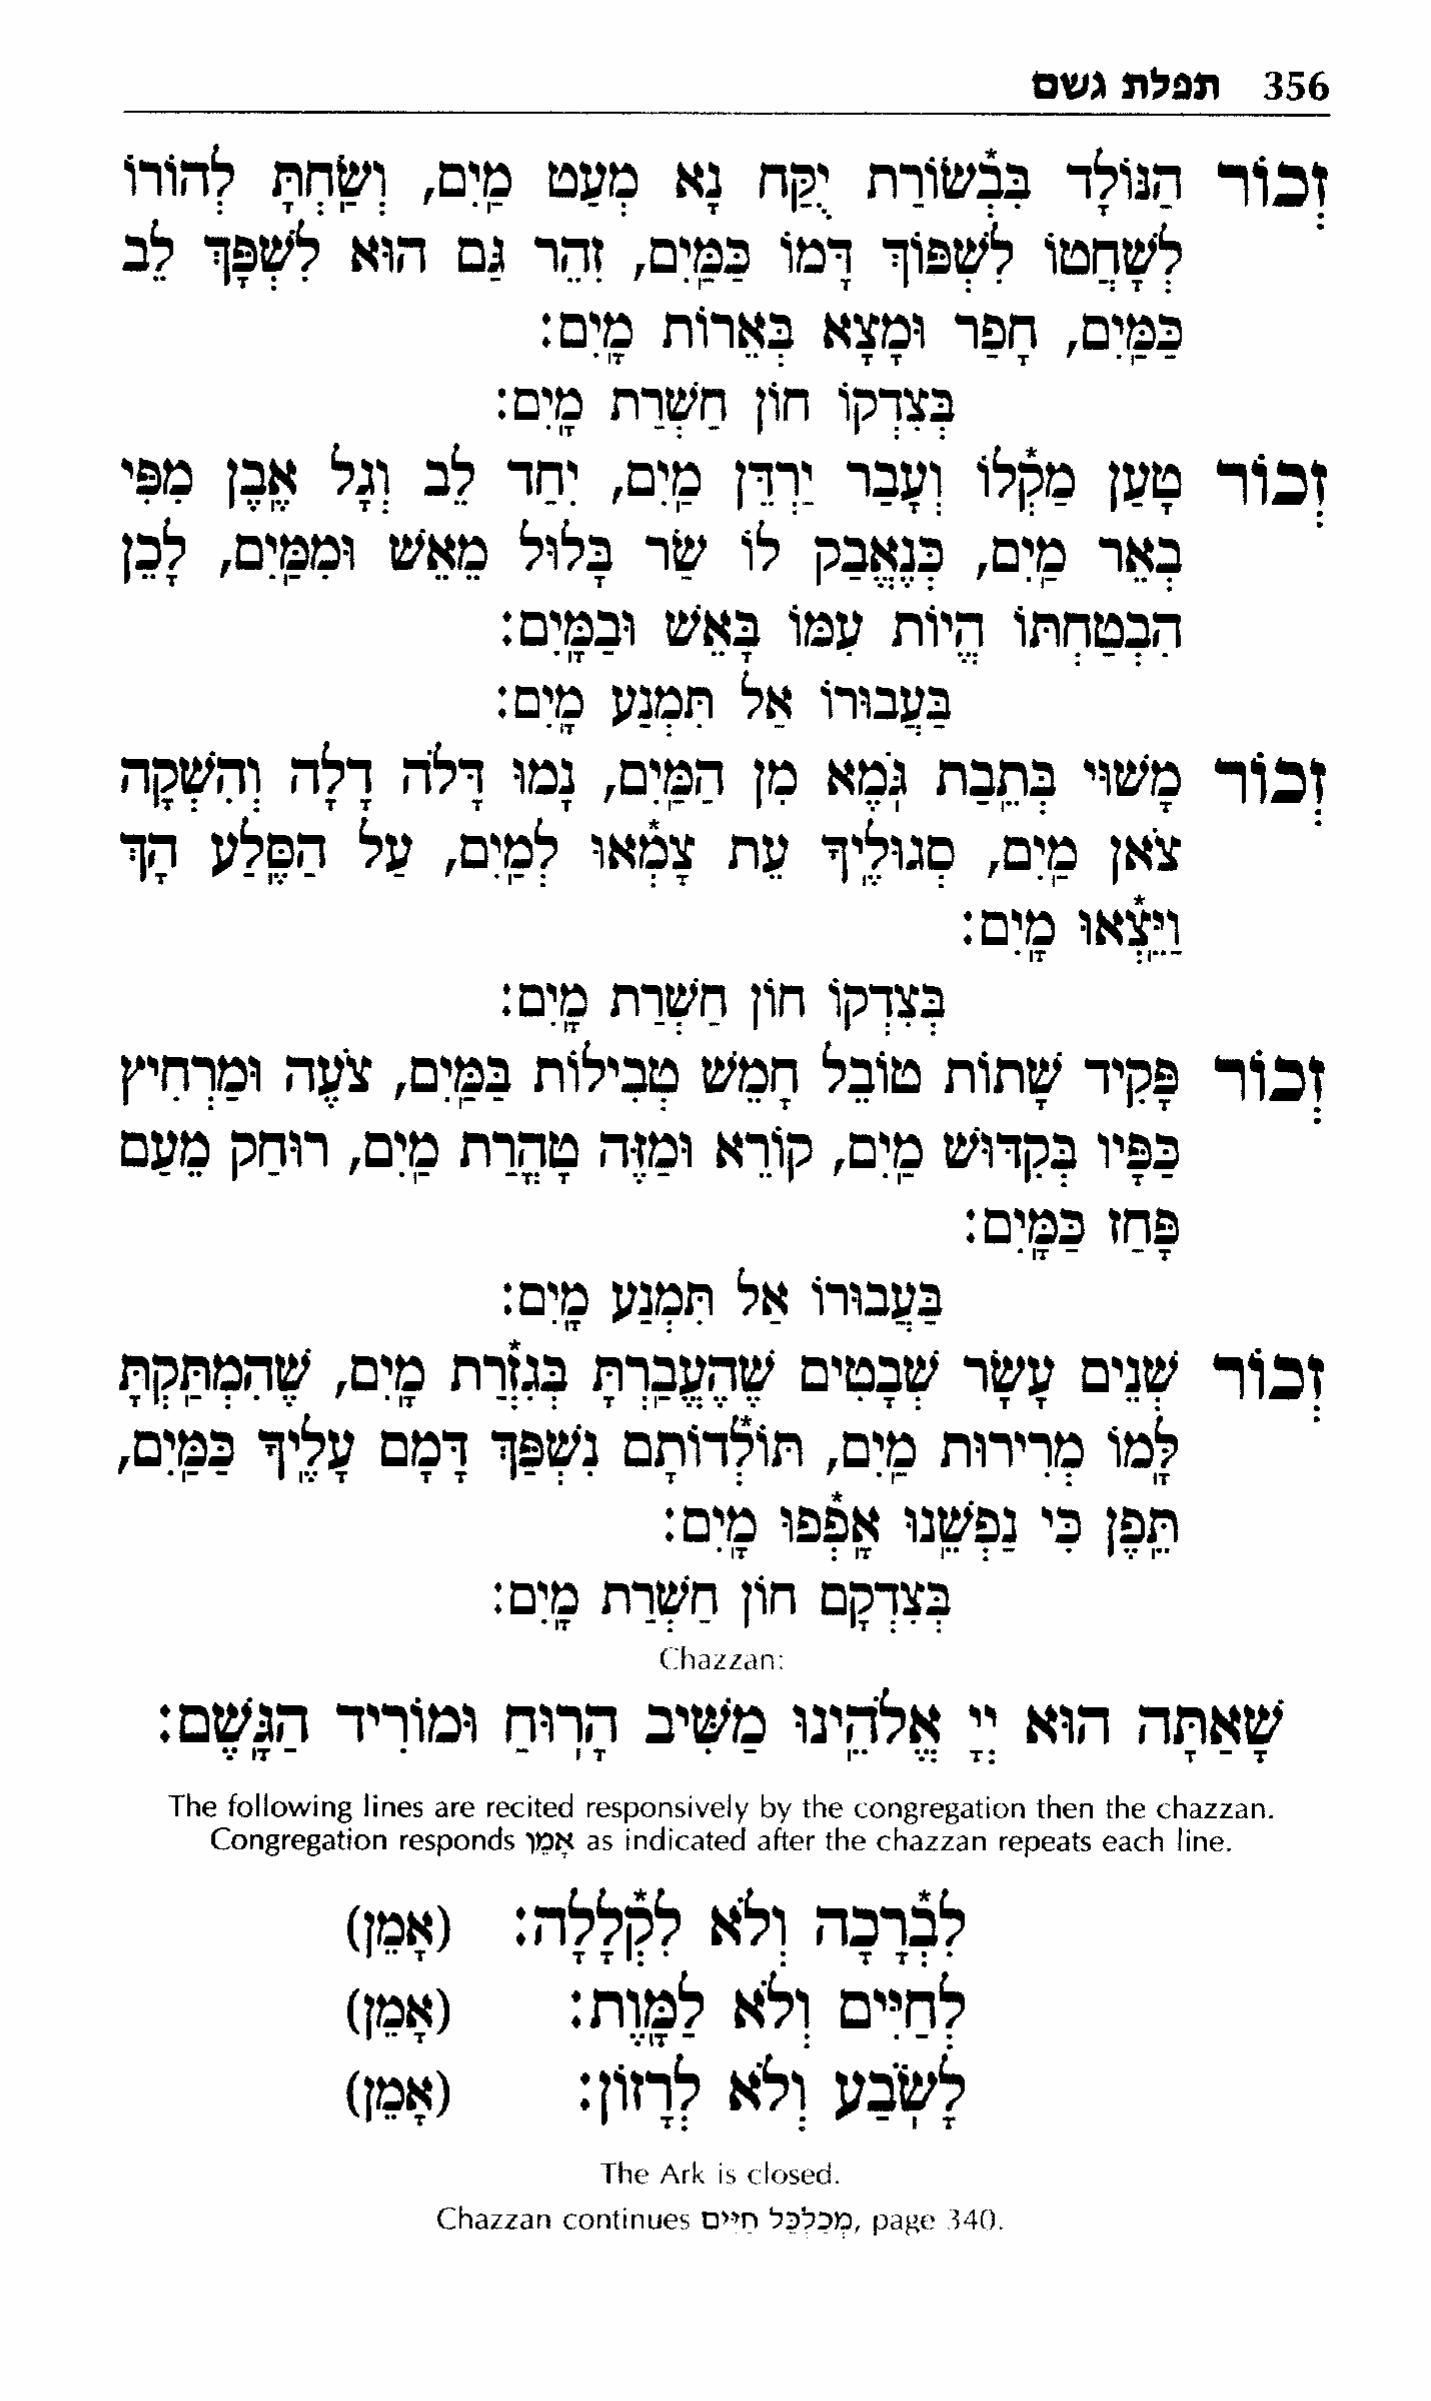 356 תפלת גשם
זְכוֹר הַנּוֹלָד בִּבְֿשׂוֹרַת יֻקַּח נָא מְעַט מַיִם, וְשַׂחְתָּ לְהוֹרוֹ
לְשָׁחֲטוֹ לִשְׁפּוֹךְ דָּמוֹ כַּמַּיִם, זִהֵר גַּם הוּא לִשְׁפָּךְ לֵב
כַּמַּיִם, חָפַר וּמָצָא בְּאֵרוֹת מָיִם:
בְּצִדְקוֹ חוֹן חַשְׁרַת מָיִם:
זְכוֹר טָעַן מַקְֿלוֹ וְעָבַר יַרְדֵּן מַיִם, יִחַד לֵב וְגָל אֶבֶן מִפִּי
בְאֵר מַיִם, כְּנֶאֱבַק לוֹ שַׂר בָּלוּל מֵאֵשׁ וּמִמַּיִם, לָכֵן
הִבְטַחְתּוֹ הֱיוֹת עִמּוֹ בָּאֵשׁ וּבַמָּיִם:
בַּעֲבוּרוֹ אַל תִּמְנַע מָיִם:
זְכוֹר מָשׁוּי בְּתֵבַת גֹּמֶא מִן הַמַּיִם, נָמוּ דָּלֹה דָלָה וְהִשְׁקָה
צֹאן מַיִם, סְגוּלֶיךָ עֵת צָמְֿאוּ לְמַיִם, עַל הַסֶּלַע הָךְ
וַיֵּצְֿאוּ מָיִם:
בְּצִדְקוֹ חוֹן חַשְׁרַת מָיִם:
זְכוֹר פָּקִיד שָׁתוֹת טוֹבֵל חָמֵשׁ טְבִילוֹת בַּמַּיִם, צֹעֶה וּמַרְחִיץ
כַּפָּיו בְּקִדּוּשׁ מַיִם, קוֹרֵא וּמַזֶּה טָהֳרַת מַיִם, רוּחַק מֵעַם
פָּחַז כַּמָּיִם:
בַּעֲבוּרוֹ אַל תִּמְנַע מָיִם:
זְכוֹר שְׁנֵים עָשָׂר שְׁבָטִים שֶׁהֶעֱבַרְתָּ בְּגִזְֿרַת מָיִם, שֶׁהִמְתַּקְתָּ
לָמוֹ מְרִירוּת מַיִם, תּוֹלְֿדוֹתָם נִשְׁפַּךְ דָּמָם עָלֶיךָ כַּמַּיִם,
תֵּפֶן כִּי נַפְשֵׁנוּ אָפְֿפוּ מָיִם:
בְּצִדְקָם חוֹן חַשְׁרַת מָיִם:
Chazzan:
שָׁאַתָּה הוּא יְיָ אֱלֹהֵינוּ מַשִּׁיב הָרוּחַ וּמוֹרִיד הַגָּשֶׁם:
The following lines are recited responsively by the congregation then the chazzan.
Congregation responds אָמֵן as indicated after the chazzan repeats each line.
לִבְֿרָכָה וְלֹא לִקְֿלָלָה: (אָמֵן)
לְחַיִּים וְלֹא לַמָּוֶת: (אָמֵן)
לָשׂבַע וְלֹא לְרָזוֹן: (אָמֵן)
The Ark is closed.
Chazzan continues מְכַלְכֵּל חַיִּים, page 340.